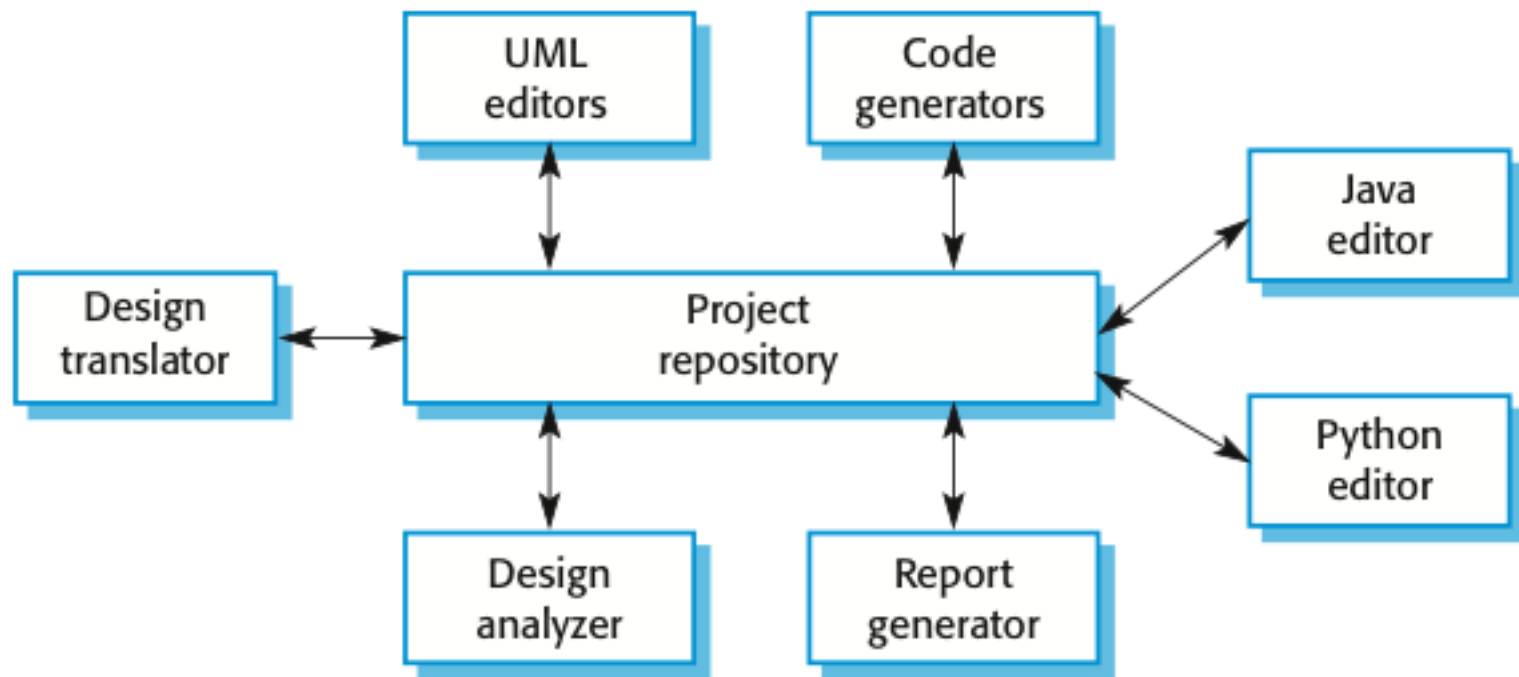 UML
editors
Code
generators
Java
editor
Design
translator
Project
repository
Python
editor
Design
analyzer
Report
generator